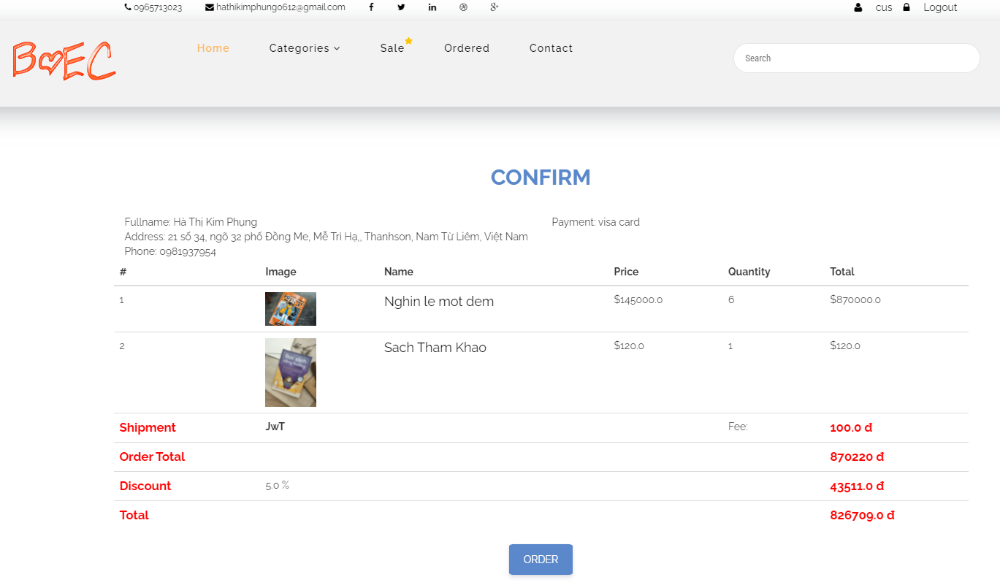 0965713023 hathikimphung0612@gmail.com cus Logout
BEC
Home Categories Sale Ordered Contact Search
CONFIRM
Fullname: Hà Thị Kim Phụng Payment: visa card
Address: 21 số 34, ngõ 32 phố Đồng Me, Mễ Trì Hạ,, Thanhson, Nam Từ Liêm, Việt Nam
Phone: 0981937954
# Image Name Price Quantity Total
1 Nghin le mot dem $145000.0 6 $870000.0
2 Sach Tham Khao $120.0 1 $120.0
Shipment JwT Fee: 100.0 đ
Order Total 870220 đ
Discount 5.0 % 43511.0 đ
Total 826709.0 đ
ORDER